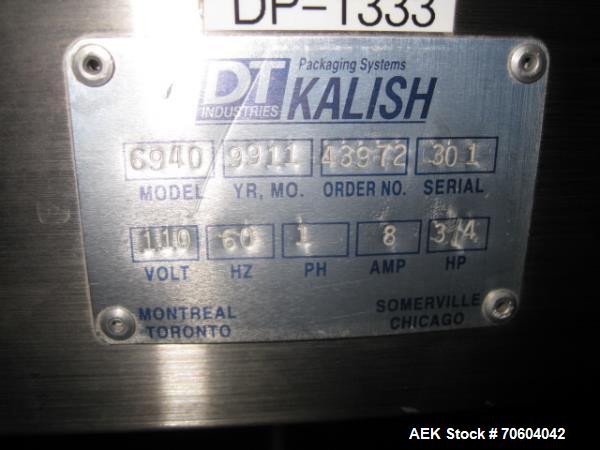 DP-1333
DT INDUSTRIES
Packaging Systems
KALISH
6940 9911 43972 301
MODEL YR, MO. ORDER NO. SERIAL
110 60 1 8 3/4
VOLT HZ PH AMP HP
MONTREAL SOMERVILLE
TORONTO CHICAGO
AEK Stock # 70604042